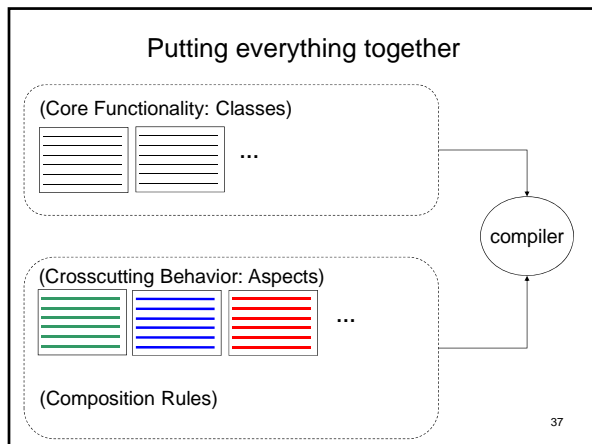 Putting everything together
(Core Functionality: Classes)
...
compiler
(Crosscutting Behavior: Aspects)
...
(Composition Rules)
37